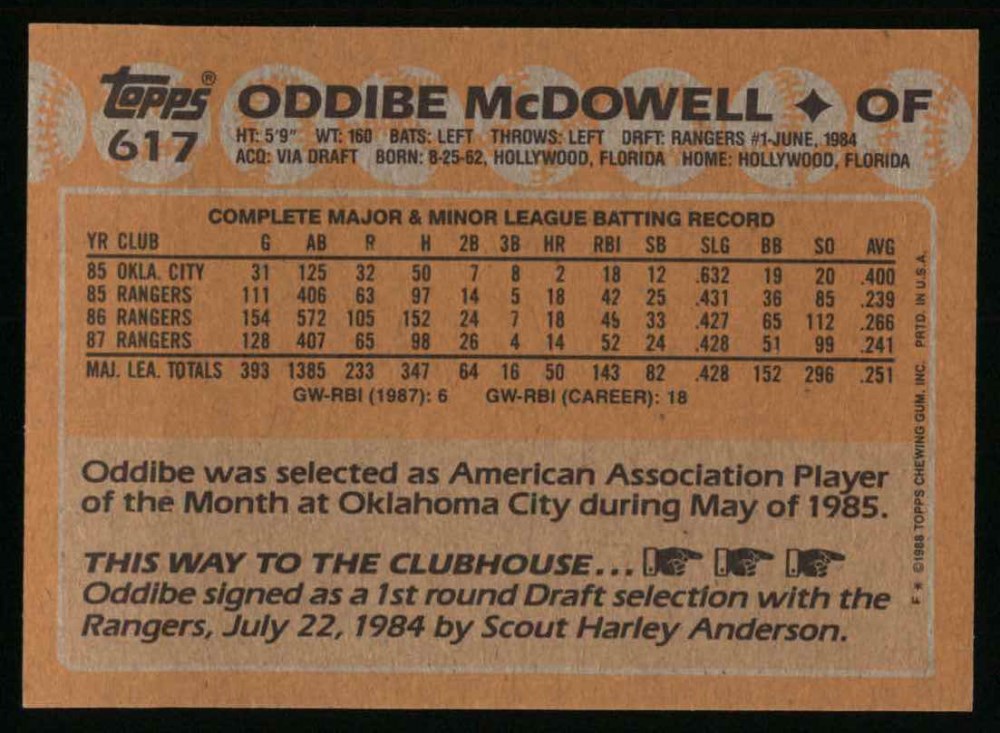 topps® ODDIBE McDOWELL ✦ OF
617 HT: 5'9" WT: 160 BATS: LEFT THROWS: LEFT DRFT: RANGERS #1-JUNE, 1984
ACQ: VIA DRAFT BORN: 8-25-62, HOLLYWOOD, FLORIDA HOME: HOLLYWOOD, FLORIDA
COMPLETE MAJOR & MINOR LEAGUE BATTING RECORD
YR CLUB G AB R H 2B 3B HR RBI SB SLG BB SO AVG
85 OKLA. CITY 31 125 32 50 7 8 2 18 12 .632 19 20 .400
85 RANGERS 111 406 63 97 14 5 18 42 25 .431 36 85 .239
86 RANGERS 154 572 105 152 24 7 18 49 33 .427 65 112 .266
87 RANGERS 128 407 65 98 26 4 14 52 24 .428 51 99 .241
MAJ. LEA. TOTALS 393 1385 233 347 64 16 50 143 82 .428 152 296 .251
GW-RBI (1987): 6 GW-RBI (CAREER): 18
Oddibe was selected as American Association Player
of the Month at Oklahoma City during May of 1985.
THIS WAY TO THE CLUBHOUSE...
Oddibe signed as a 1st round Draft selection with the
Rangers, July 22, 1984 by Scout Harley Anderson.
F * ©1988 TOPPS CHEWING GUM, INC. PRTD. IN U.S.A.